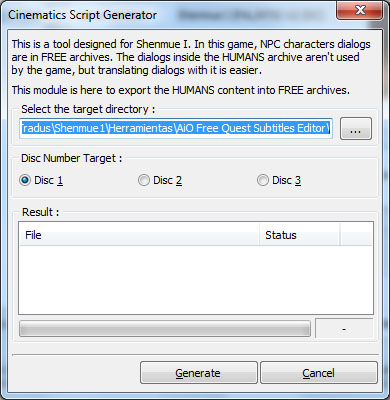 Cinematics Script Generator
This is a tool designed for Shenmue I. In this game, NPC characters dialogs
are in FREE archives. The dialogs inside the HUMANS archive aren't used
by the game, but translating dialogs with it is easier.
This module is here to export the HUMANS content into FREE archives.
Select the target directory :
radus\Shenmue1\Herramientas\AiO Free Quest Subtitles Editor\
...
Disc Number Target :
Disc 1 Disc 2 Disc 3
Result :
File Status
-
Generate Cancel